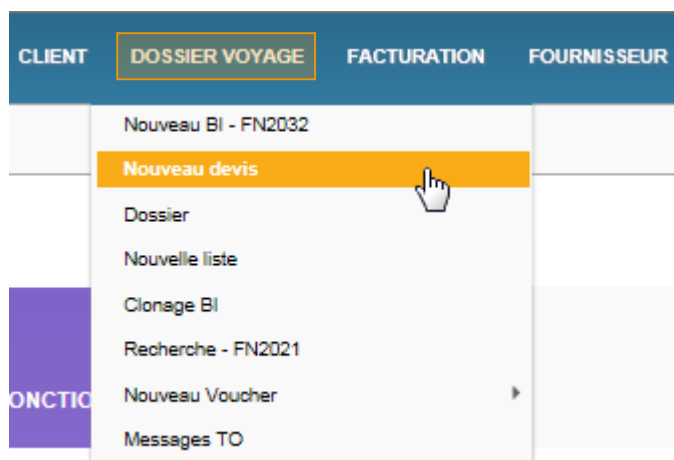 CLIENT DOSSIER VOYAGE FACTURATION FOURNISSEUR
Nouveau BI - FN2032
Nouveau devis
Dossier
Nouvelle liste
Clonage BI
Recherche - FN2021
ONCTIO
Nouveau Voucher
Messages TO